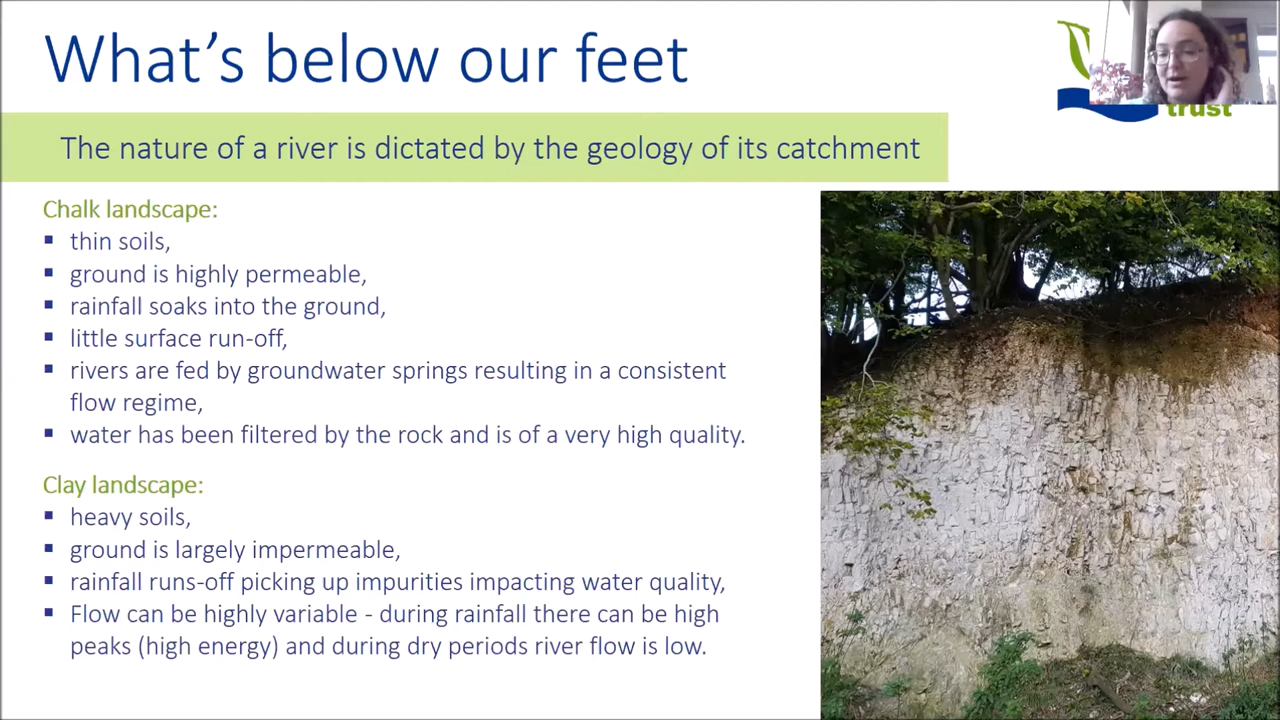 What's below our feet
The nature of a river is dictated by the geology of its catchment
Chalk landscape:
▪ thin soils,
▪ ground is highly permeable,
▪ rainfall soaks into the ground,
▪ little surface run-off,
▪ rivers are fed by groundwater springs resulting in a consistent
flow regime,
▪ water has been filtered by the rock and is of a very high quality.
Clay landscape:
▪ heavy soils,
▪ ground is largely impermeable,
▪ rainfall runs-off picking up impurities impacting water quality,
▪ Flow can be highly variable - during rainfall there can be high
peaks (high energy) and during dry periods river flow is low.
trust